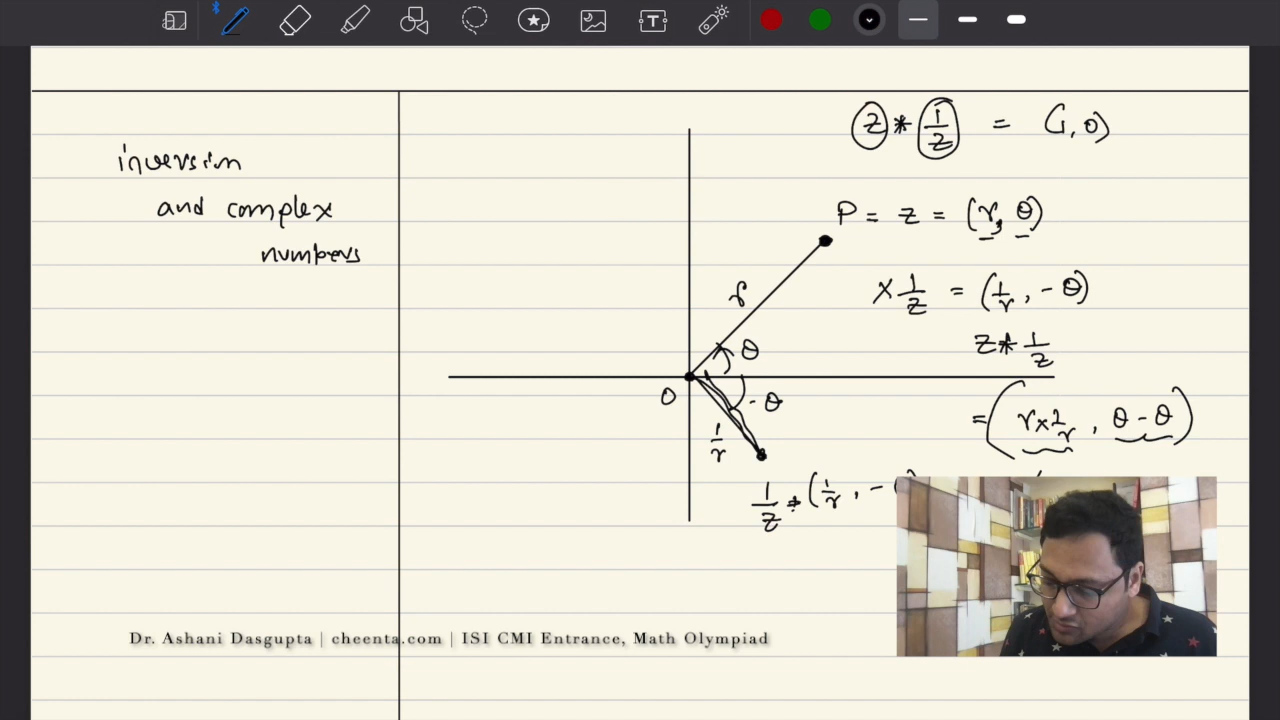 inversion
and complex
numbers
z * 1/z = (1, 0)
P = z = (r, θ)
r
× 1/z = (1/r, -θ)
z * 1/z
θ
O
-θ
= (r×1/r, θ - θ)
1/r
1/z = (1/r, -
Dr. Ashani Dasgupta | cheenta.com | ISI CMI Entrance, Math Olympiad
T